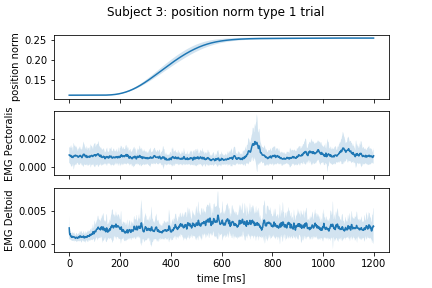 Subject 3: position norm type 1 trial
position norm
0.25
0.20
0.15
EMG Pectoralis
0.002
0.000
EMG Deltoid
0.005
0.000
0 200 400 600 800 1000 1200
time [ms]